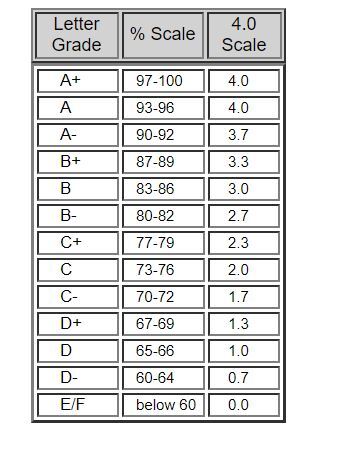 Letter Grade % Scale 4.0 Scale
A+ 97-100 4.0
A 93-96 4.0
A- 90-92 3.7
B+ 87-89 3.3
B 83-86 3.0
B- 80-82 2.7
C+ 77-79 2.3
C 73-76 2.0
C- 70-72 1.7
D+ 67-69 1.3
D 65-66 1.0
D- 60-64 0.7
E/F below 60 0.0